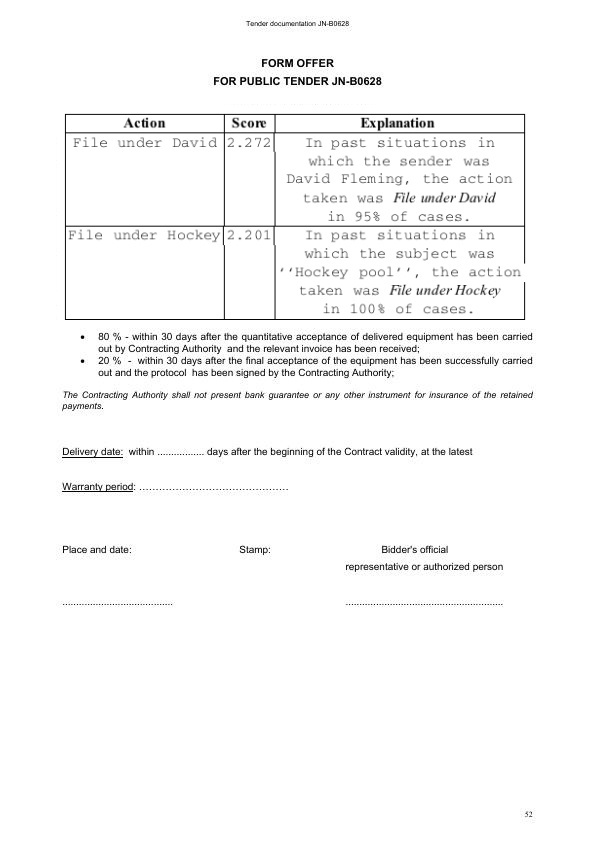 Tender documentation JN-B0628
FORM OFFER
FOR PUBLIC TENDER JN-B0628
Action Score Explanation
File under David 2.272 In past situations in
which the sender was
David Fleming, the action
taken was File under David
in 95% of cases.
File under Hockey 2.201 In past situations in
which the subject was
‘‘Hockey pool’’, the action
taken was File under Hockey
in 100% of cases.
• 80 % - within 30 days after the quantitative acceptance of delivered equipment has been carried
out by Contracting Authority and the relevant invoice has been received;
• 20 % - within 30 days after the final acceptance of the equipment has been successfully carried
out and the protocol has been signed by the Contracting Authority;
The Contracting Authority shall not present bank guarantee or any other instrument for insurance of the retained
payments.
Delivery date: within ................. days after the beginning of the Contract validity, at the latest
Warranty period: ………………………………………
Place and date: Stamp: Bidder's official
representative or authorized person
........................................ .........................................................
52